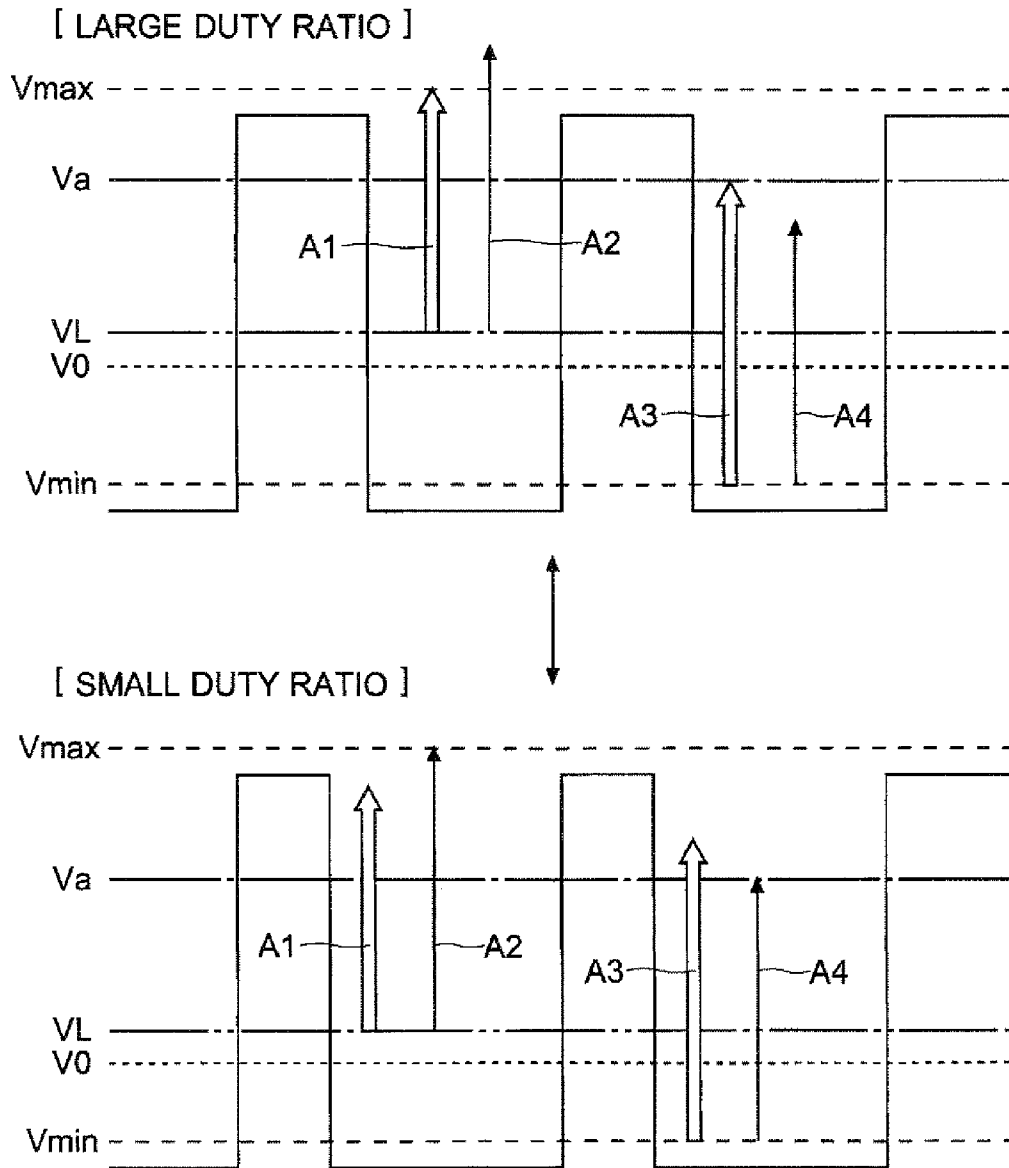 [ LARGE DUTY RATIO ]
Vmax
Va
A1
A2
VL
V0
A3
A4
Vmin
[ SMALL DUTY RATIO ]
Vmax
Va
A1
A2
A3
A4
VL
V0
Vmin